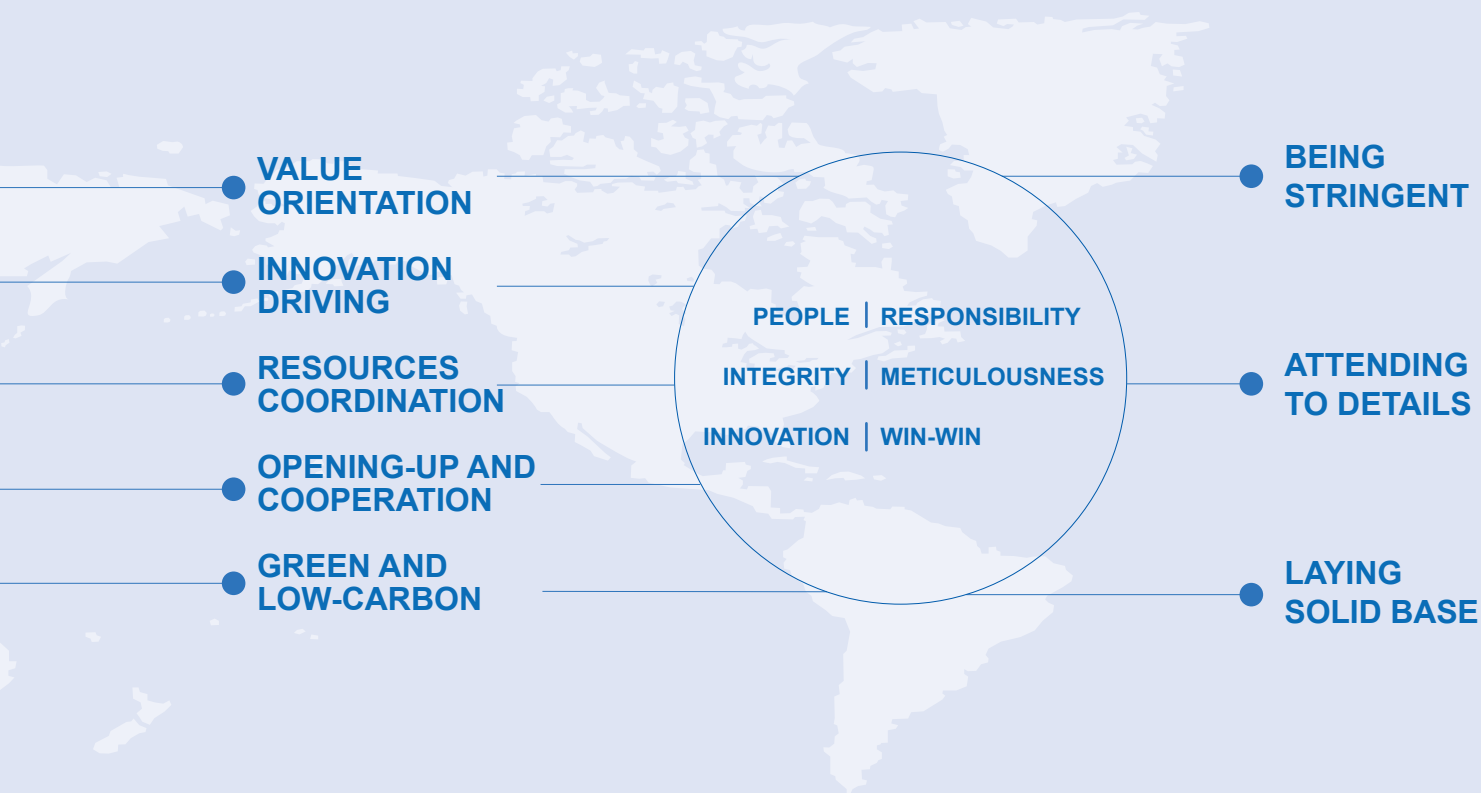 VALUE
ORIENTATION
INNOVATION
DRIVING
RESOURCES
COORDINATION
OPENING-UP AND
COOPERATION
GREEN AND
LOW-CARBON
PEOPLE | RESPONSIBILITY
INTEGRITY | METICULOUSNESS
INNOVATION | WIN-WIN
BEING
STRINGENT
ATTENDING
TO DETAILS
LAYING
SOLID BASE